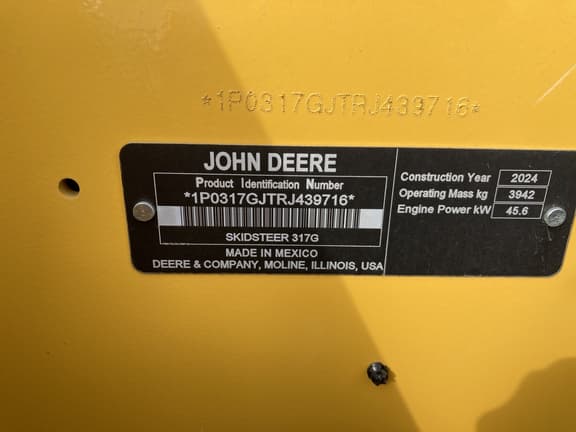 *1P0317GJTRJ439716*
JOHN DEERE
Product Identification Number
*1P0317GJTRJ439716*
SKIDSTEER 317G
MADE IN MEXICO
DEERE & COMPANY, MOLINE, ILLINOIS, USA
Construction Year 2024
Operating Mass kg 3942
Engine Power kW 45.6